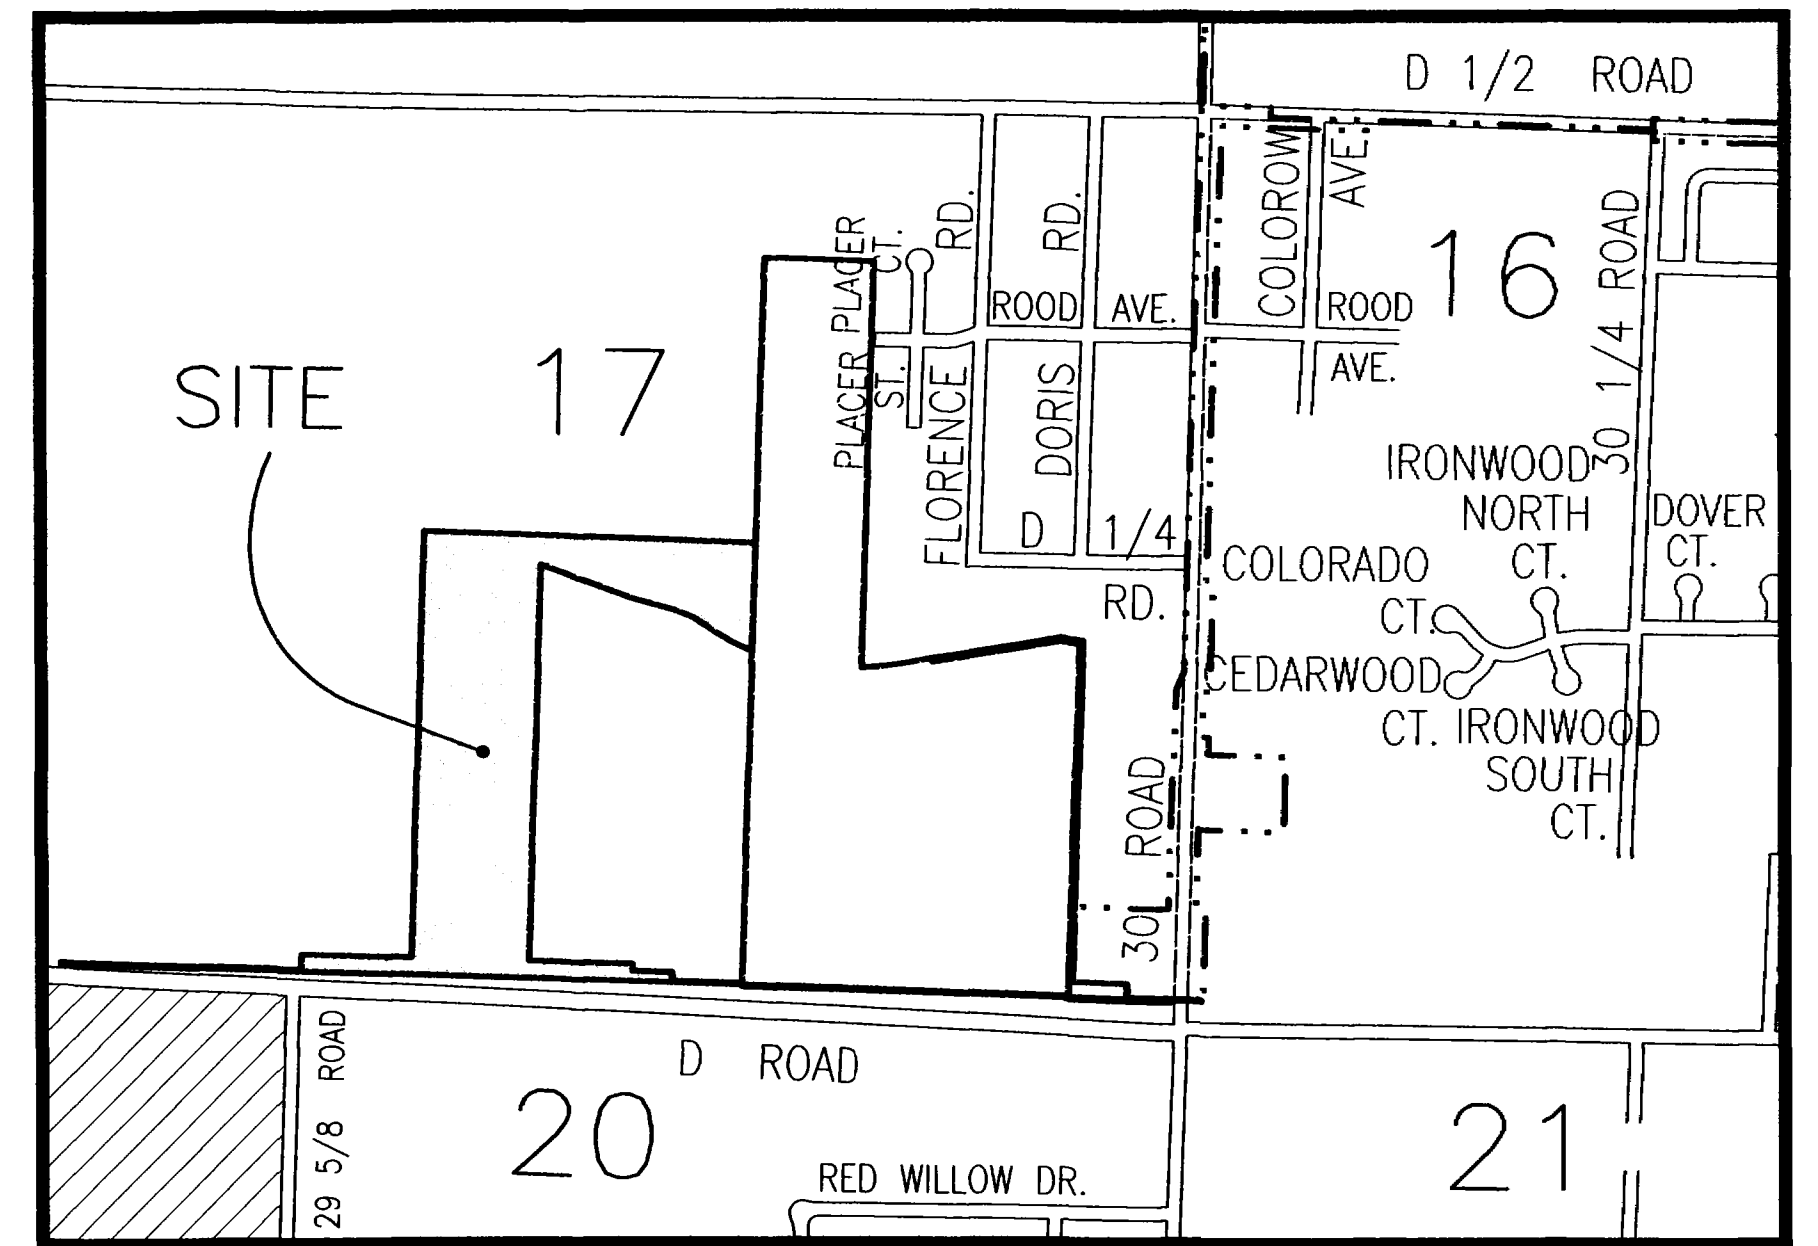 D 1/2 ROAD
COLOROW
AVE.
PLACER
CT.
PLACER
ST.
PLACER
RD.
RD.
FLORENCE
DORIS
ROOD AVE.
ROOD
AVE.
16
30 1/4 ROAD
SITE
17
IRONWOOD
NORTH
CT.
DOVER
CT.
D 1/4
RD.
COLORADO
CT.
CEDARWOOD
CT.
IRONWOOD
SOUTH
CT.
30 ROAD
29 5/8 ROAD
D ROAD
20
21
RED WILLOW DR.